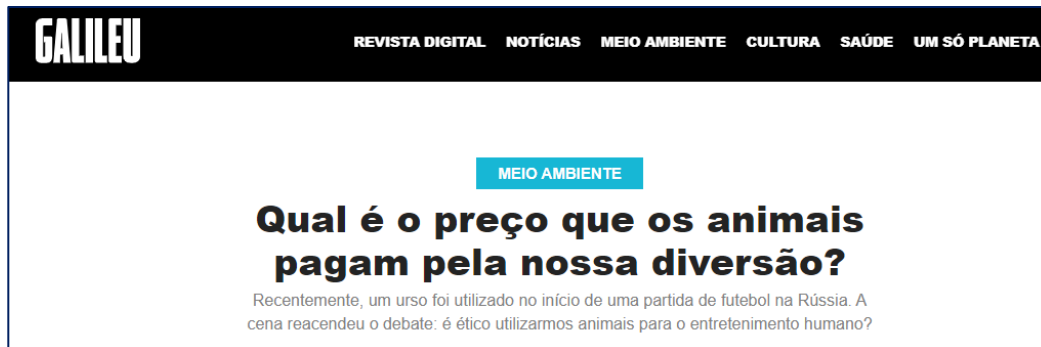 GALILEU REVISTA DIGITAL NOTÍCIAS MEIO AMBIENTE CULTURA SAÚDE UM SÓ PLANETA
MEIO AMBIENTE
Qual é o preço que os animais
pagam pela nossa diversão?
Recentemente, um urso foi utilizado no início de uma partida de futebol na Rússia. A
cena reacendeu o debate: é ético utilizarmos animais para o entretenimento humano?